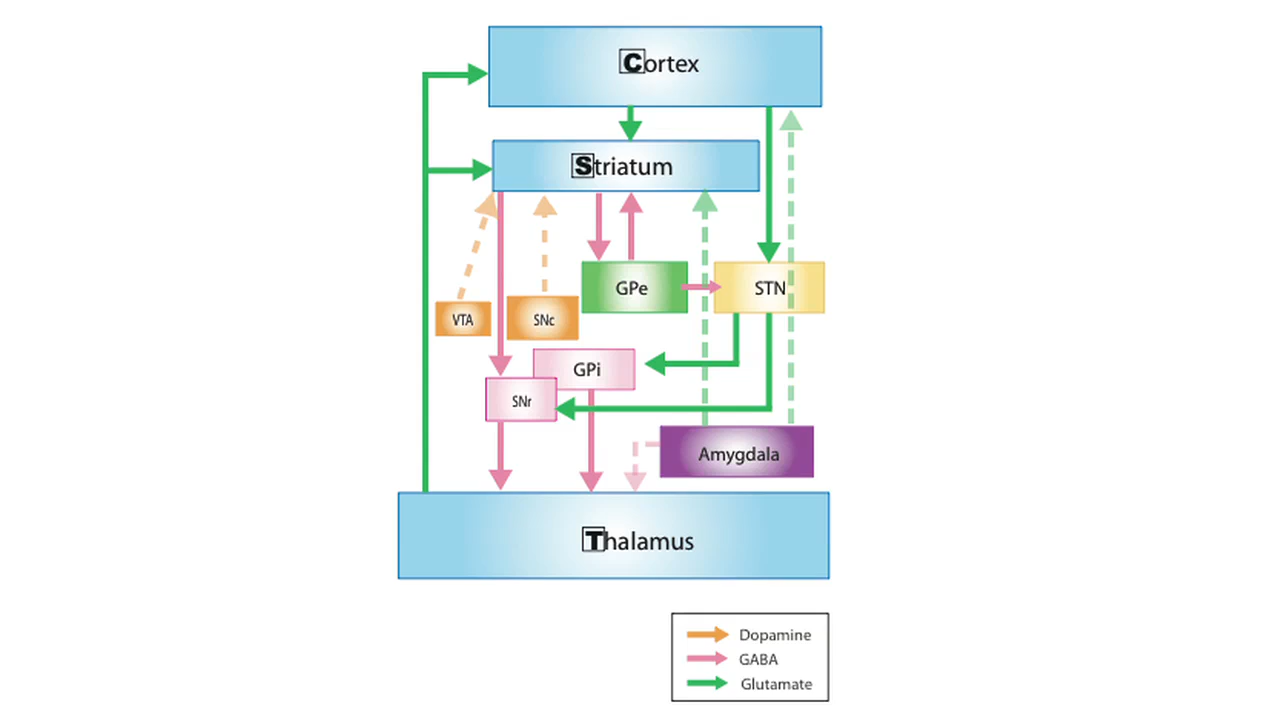 Cortex
Striatum
GPe
STN
VTA
SNc
GPi
SNr
Amygdala
Thalamus
Dopamine
GABA
Glutamate